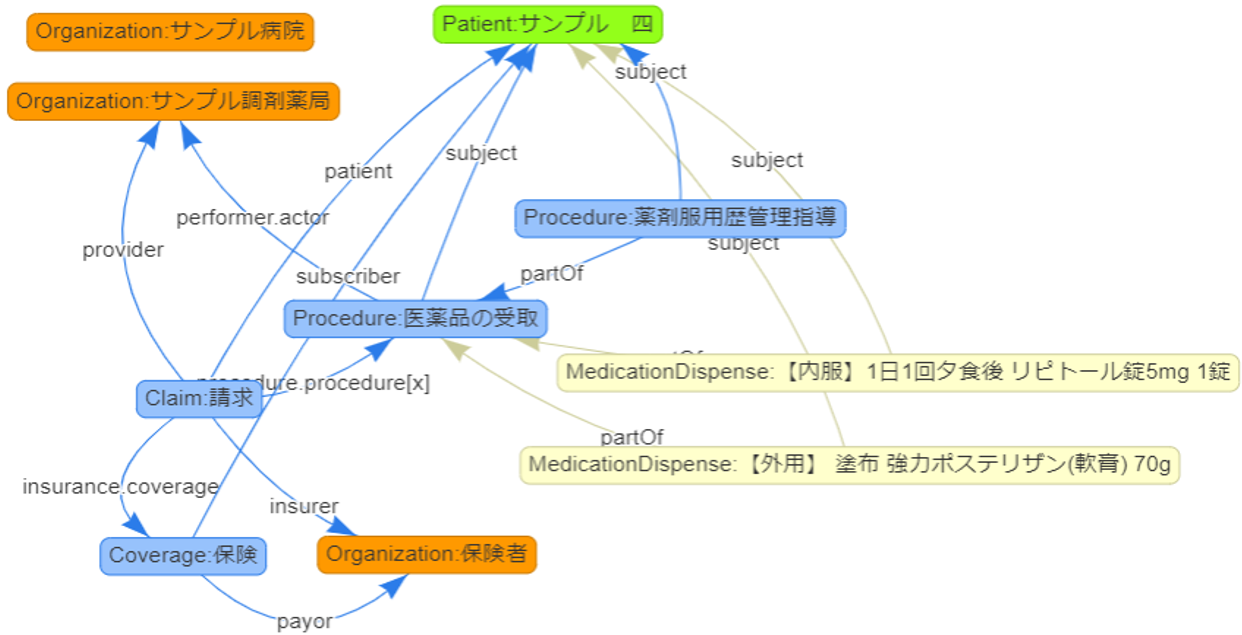 Organization:サンプル病院
Patient:サンプル　四
subject
Organization:サンプル調剤薬局
subject
subject
patient
performer.actor
Procedure:薬剤服用歴管理指導
provider
subject
subscriber
partOf
Procedure:医薬品の受取
MedicationDispense:【内服】1日1回夕食後 リピトール錠5mg 1錠
procedure.procedure[x]
Claim:請求
partOf
MedicationDispense:【外用】 塗布 強力ポステリザン(軟膏) 70g
insurance.coverage
insurer
Coverage:保険
Organization:保険者
payor